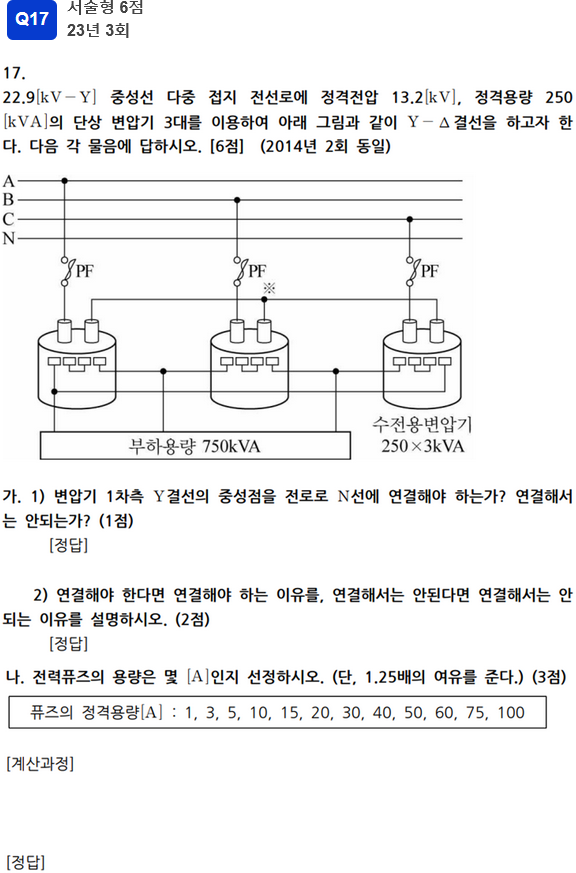 Q17
서술형 6점
23년 3회
17.
22.9[kV－Y] 중성선 다중 접지 전선로에 정격전압 13.2[kV], 정격용량 250
[kVA]의 단상 변압기 3대를 이용하여 아래 그림과 같이 Y－Δ결선을 하고자 한
다. 다음 각 물음에 답하시오. [6점] (2014년 2회 동일)
A
B
C
N
PF PF PF
※
부하용량 750kVA
수전용변압기
250×3kVA
가. 1) 변압기 1차측 Y결선의 중성점을 전로로 N선에 연결해야 하는가? 연결해서
는 안되는가? (1점)
[정답]
2) 연결해야 한다면 연결해야 하는 이유를, 연결해서는 안된다면 연결해서는 안
되는 이유를 설명하시오. (2점)
[정답]
나. 전력퓨즈의 용량은 몇 [A]인지 선정하시오. (단, 1.25배의 여유를 준다.) (3점)
퓨즈의 정격용량[A] : 1, 3, 5, 10, 15, 20, 30, 40, 50, 60, 75, 100
[계산과정]
[정답]